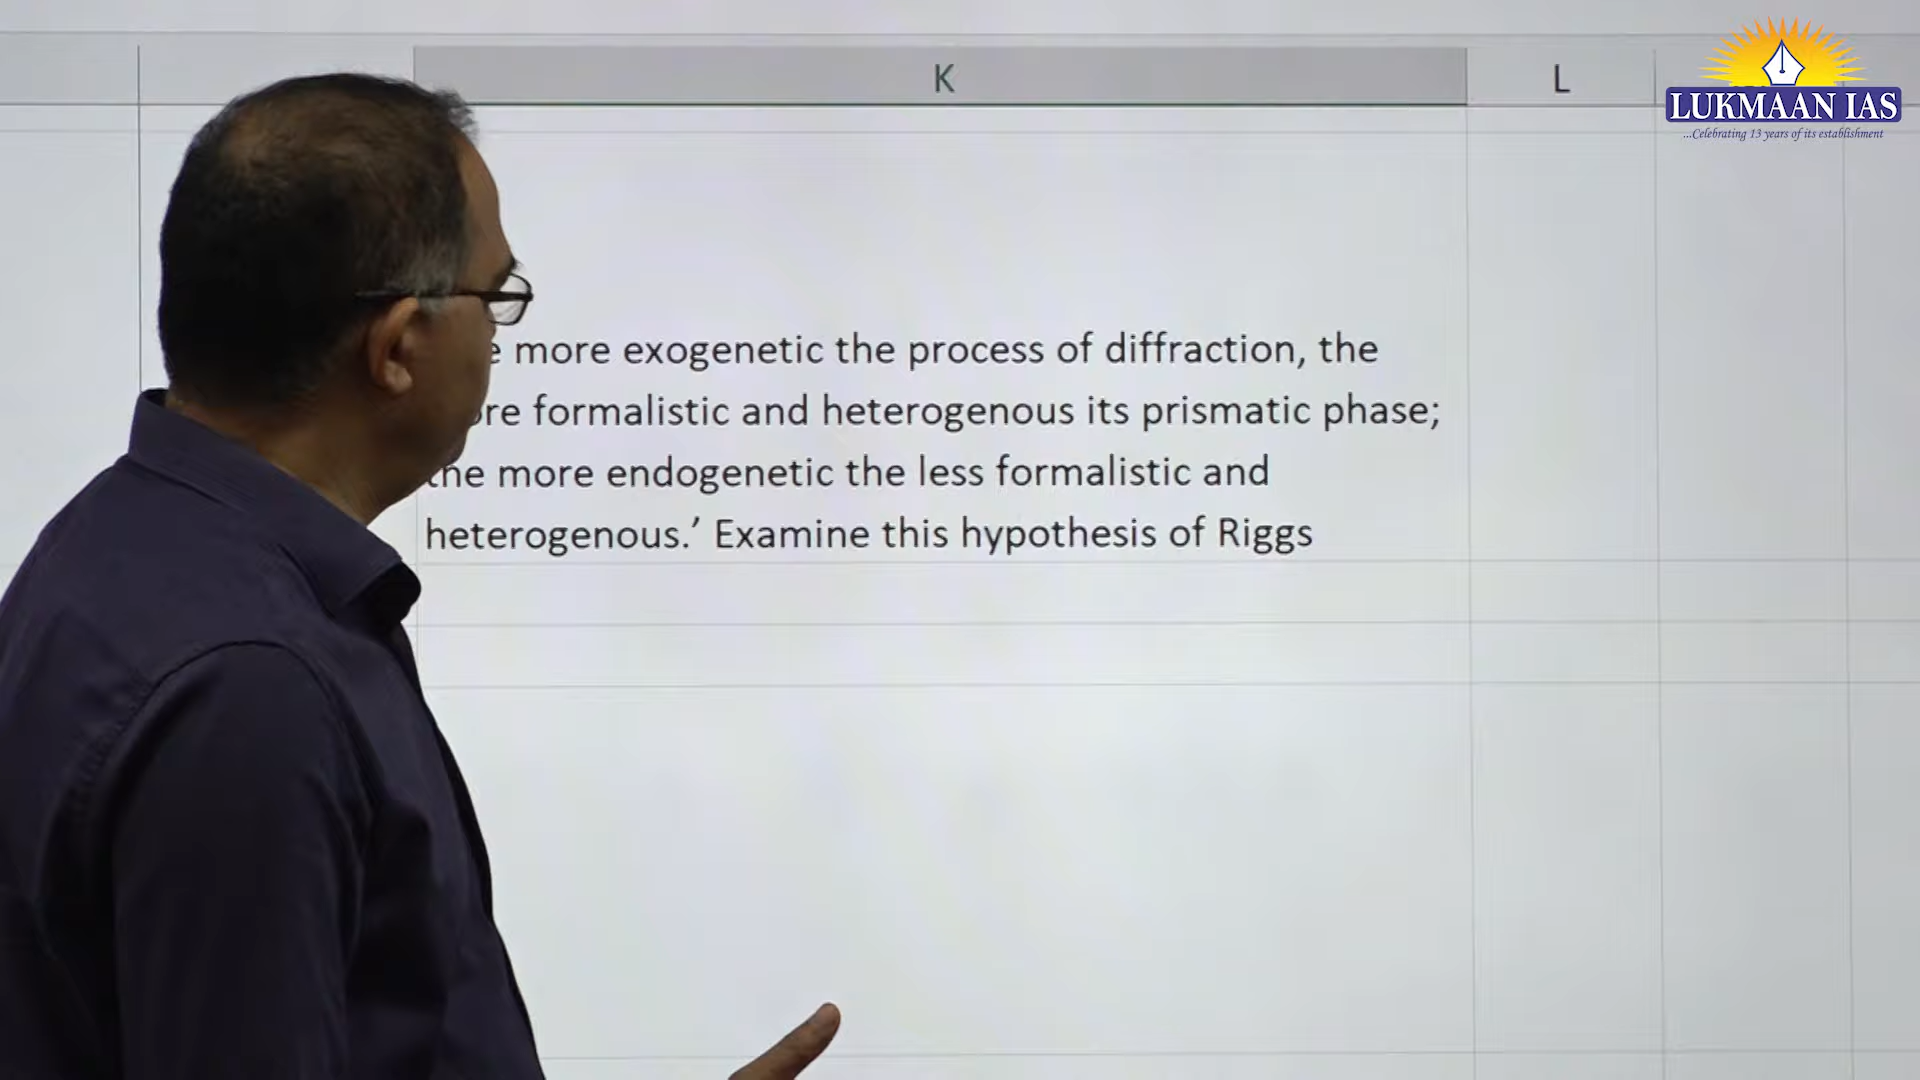 K
L
LUKMAAN IAS
...Celebrating 13 years of its establishment
more exogenetic the process of diffraction, the
formalistic and heterogenous its prismatic phase;
the more endogenetic the less formalistic and
heterogenous.’ Examine this hypothesis of Riggs